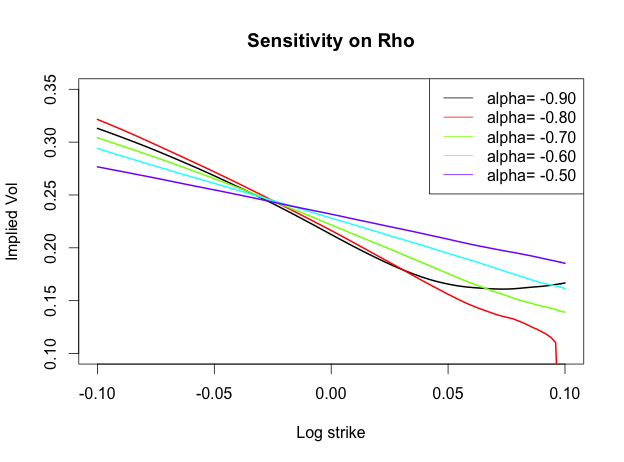 Sensitivity on Rho
alpha= -0.90
alpha= -0.80
alpha= -0.70
alpha= -0.60
alpha= -0.50
Implied Vol
0.35
0.30
0.25
0.20
0.15
0.10
-0.10 -0.05 0.00 0.05 0.10
Log strike